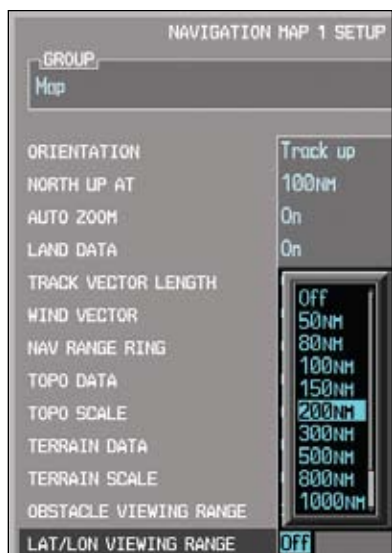 NAVIGATION MAP 1 SETUP
GROUP
Map
ORIENTATION Track up
NORTH UP AT 100NM
AUTO ZOOM On
LAND DATA On
TRACK VECTOR LENGTH
WIND VECTOR
NAV RANGE RING
TOPO DATA
TOPO SCALE
TERRAIN DATA
TERRAIN SCALE
OBSTACLE VIEWING RANGE
LAT/LON VIEWING RANGE Off
Off
50NM
80NM
100NM
150NM
200NM
300NM
500NM
800NM
1000NM